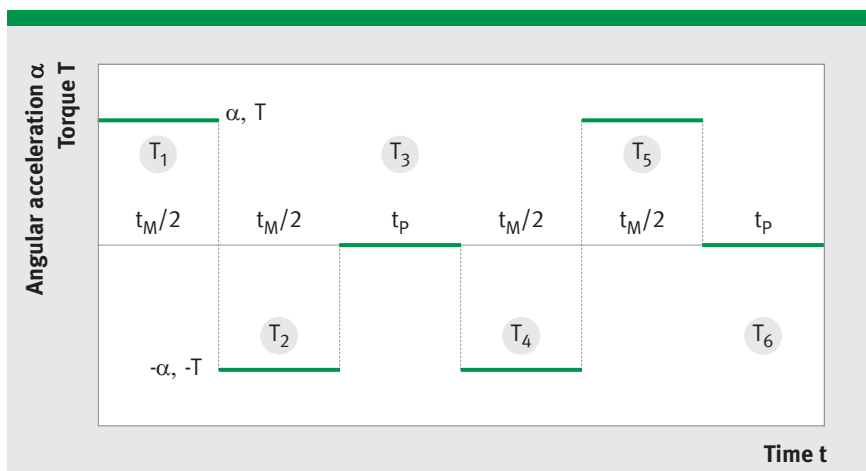 Angular acceleration α
Torque T
α, T
T₁
T₃
T₅
t_M/2
t_M/2
t_P
t_M/2
t_M/2
t_P
T₂
T₄
T₆
-α, -T
Time t